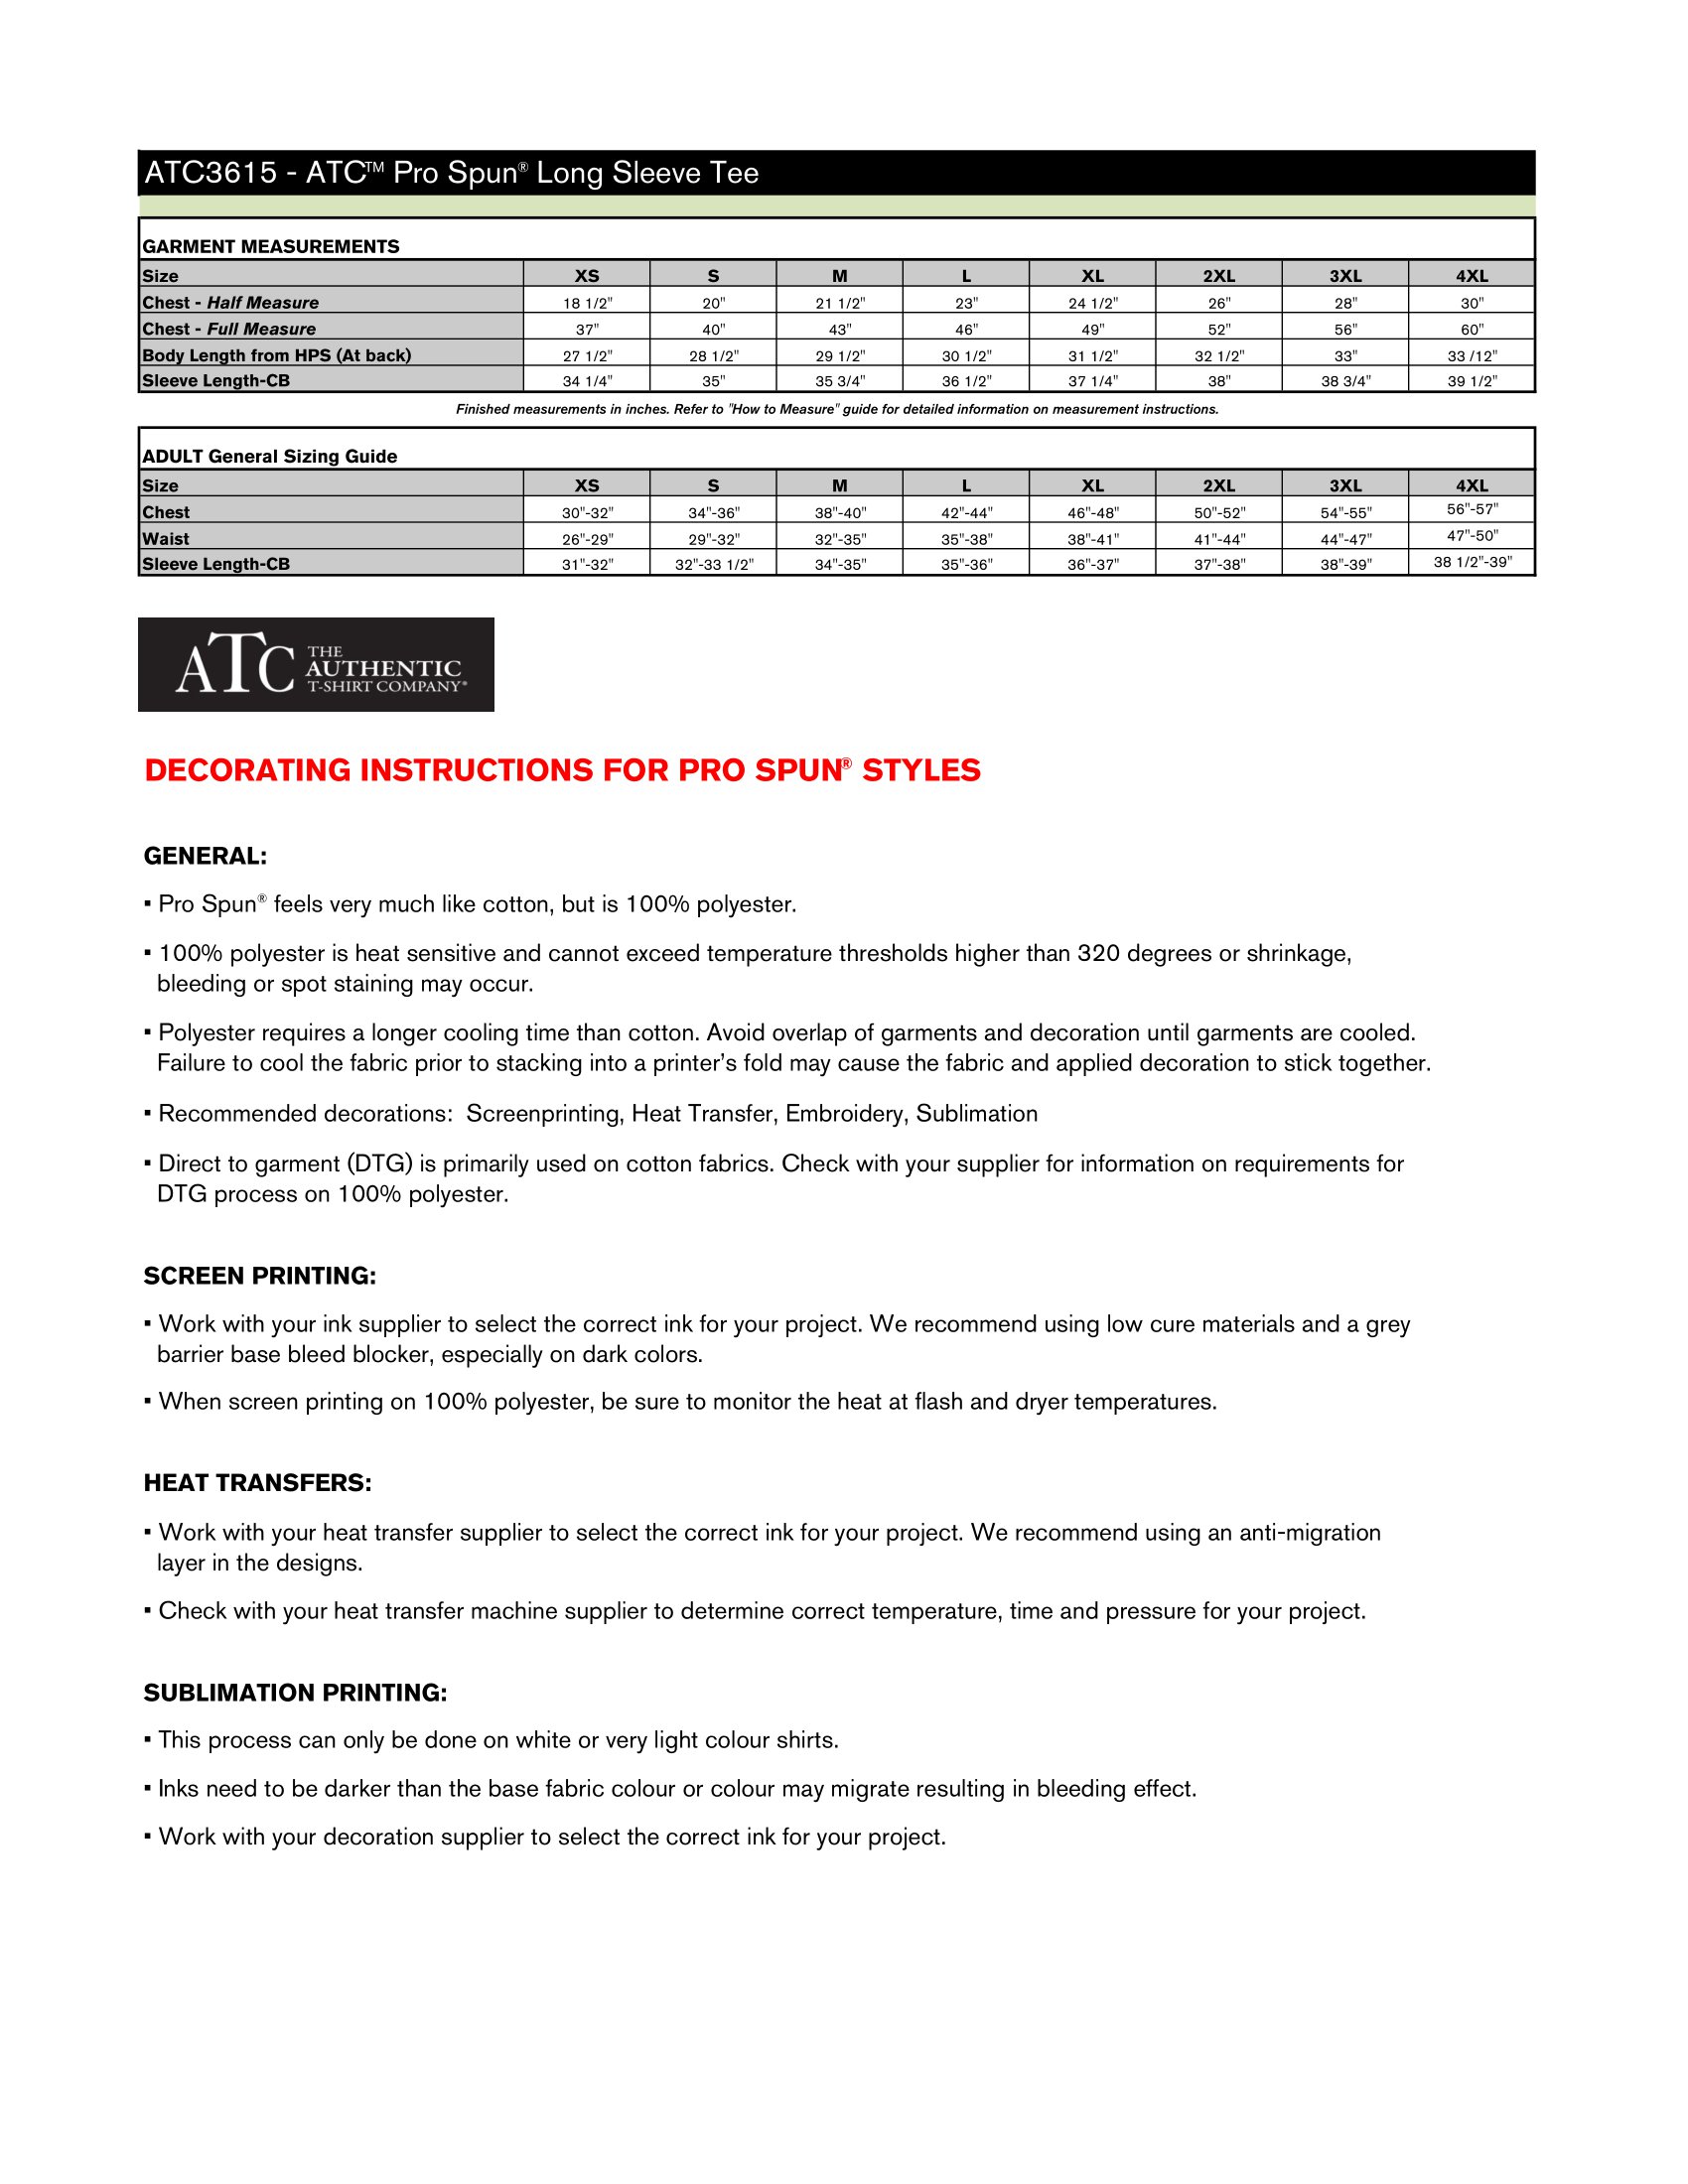 ATC3615 - ATC™ Pro Spun® Long Sleeve Tee
GARMENT MEASUREMENTS
Size XS S M L XL 2XL 3XL 4XL
Chest - Half Measure 18 1/2" 20" 21 1/2" 23" 24 1/2" 26" 28" 30"
Chest - Full Measure 37" 40" 43" 46" 49" 52" 56" 60"
Body Length from HPS (At back) 27 1/2" 28 1/2" 29 1/2" 30 1/2" 31 1/2" 32 1/2" 33" 33 /12"
Sleeve Length-CB 34 1/4" 35" 35 3/4" 36 1/2" 37 1/4" 38" 38 3/4" 39 1/2"
Finished measurements in inches. Refer to "How to Measure" guide for detailed information on measurement instructions.
ADULT General Sizing Guide
Size XS S M L XL 2XL 3XL 4XL
Chest 30"-32" 34"-36" 38"-40" 42"-44" 46"-48" 50"-52" 54"-55" 56"-57"
Waist 26"-29" 29"-32" 32"-35" 35"-38" 38"-41" 41"-44" 44"-47" 47"-50"
Sleeve Length-CB 31"-32" 32"-33 1/2" 34"-35" 35"-36" 36"-37" 37"-38" 38"-39" 38 1/2"-39"
ATC THE
AUTHENTIC
T-SHIRT COMPANY®
DECORATING INSTRUCTIONS FOR PRO SPUN® STYLES
GENERAL:
▪ Pro Spun® feels very much like cotton, but is 100% polyester.
▪ 100% polyester is heat sensitive and cannot exceed temperature thresholds higher than 320 degrees or shrinkage,
bleeding or spot staining may occur.
▪ Polyester requires a longer cooling time than cotton. Avoid overlap of garments and decoration until garments are cooled.
Failure to cool the fabric prior to stacking into a printer’s fold may cause the fabric and applied decoration to stick together.
▪ Recommended decorations: Screenprinting, Heat Transfer, Embroidery, Sublimation
▪ Direct to garment (DTG) is primarily used on cotton fabrics. Check with your supplier for information on requirements for
DTG process on 100% polyester.
SCREEN PRINTING:
▪ Work with your ink supplier to select the correct ink for your project. We recommend using low cure materials and a grey
barrier base bleed blocker, especially on dark colors.
▪ When screen printing on 100% polyester, be sure to monitor the heat at flash and dryer temperatures.
HEAT TRANSFERS:
▪ Work with your heat transfer supplier to select the correct ink for your project. We recommend using an anti-migration
layer in the designs.
▪ Check with your heat transfer machine supplier to determine correct temperature, time and pressure for your project.
SUBLIMATION PRINTING:
▪ This process can only be done on white or very light colour shirts.
▪ Inks need to be darker than the base fabric colour or colour may migrate resulting in bleeding effect.
▪ Work with your decoration supplier to select the correct ink for your project.